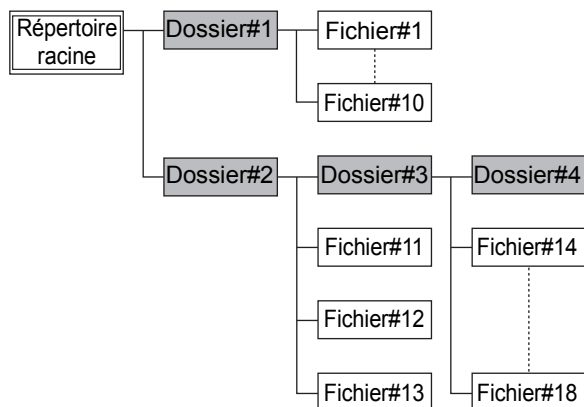 Répertoire
racine
Dossier#1
Fichier#1
Fichier#10
Dossier#2
Dossier#3
Dossier#4
Fichier#11
Fichier#14
Fichier#12
Fichier#13
Fichier#18